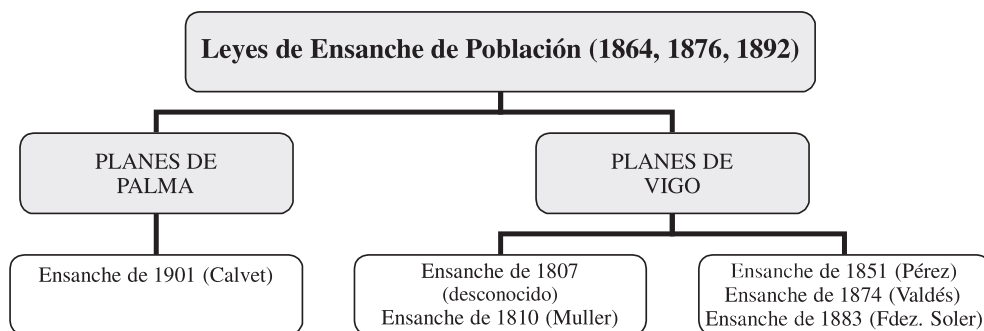 Leyes de Ensanche de Población (1864, 1876, 1892)
PLANES DE
PALMA
PLANES DE
VIGO
Ensanche de 1901 (Calvet)
Ensanche de 1807
(desconocido)
Ensanche de 1810 (Muller)
Ensanche de 1851 (Pérez)
Ensanche de 1874 (Valdés)
Ensanche de 1883 (Fdez. Soler)